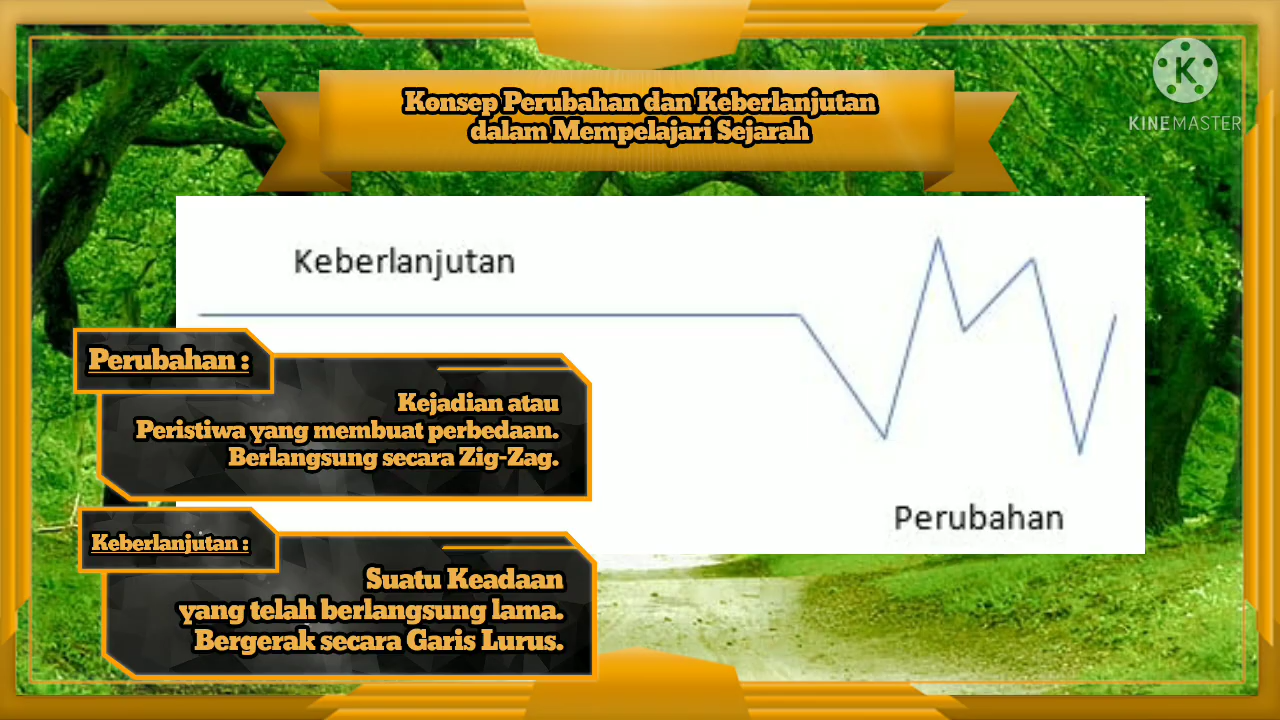 K
KINEMASTER
Konsep Perubahan dan Keberlanjutan
dalam Mempelajari Sejarah
Keberlanjutan
Perubahan :
Kejadian atau
Peristiwa yang membuat perbedaan.
Berlangsung secara Zig-Zag.
Perubahan
Keberlanjutan :
Suatu Keadaan
yang telah berlangsung lama.
Bergerak secara Garis Lurus.